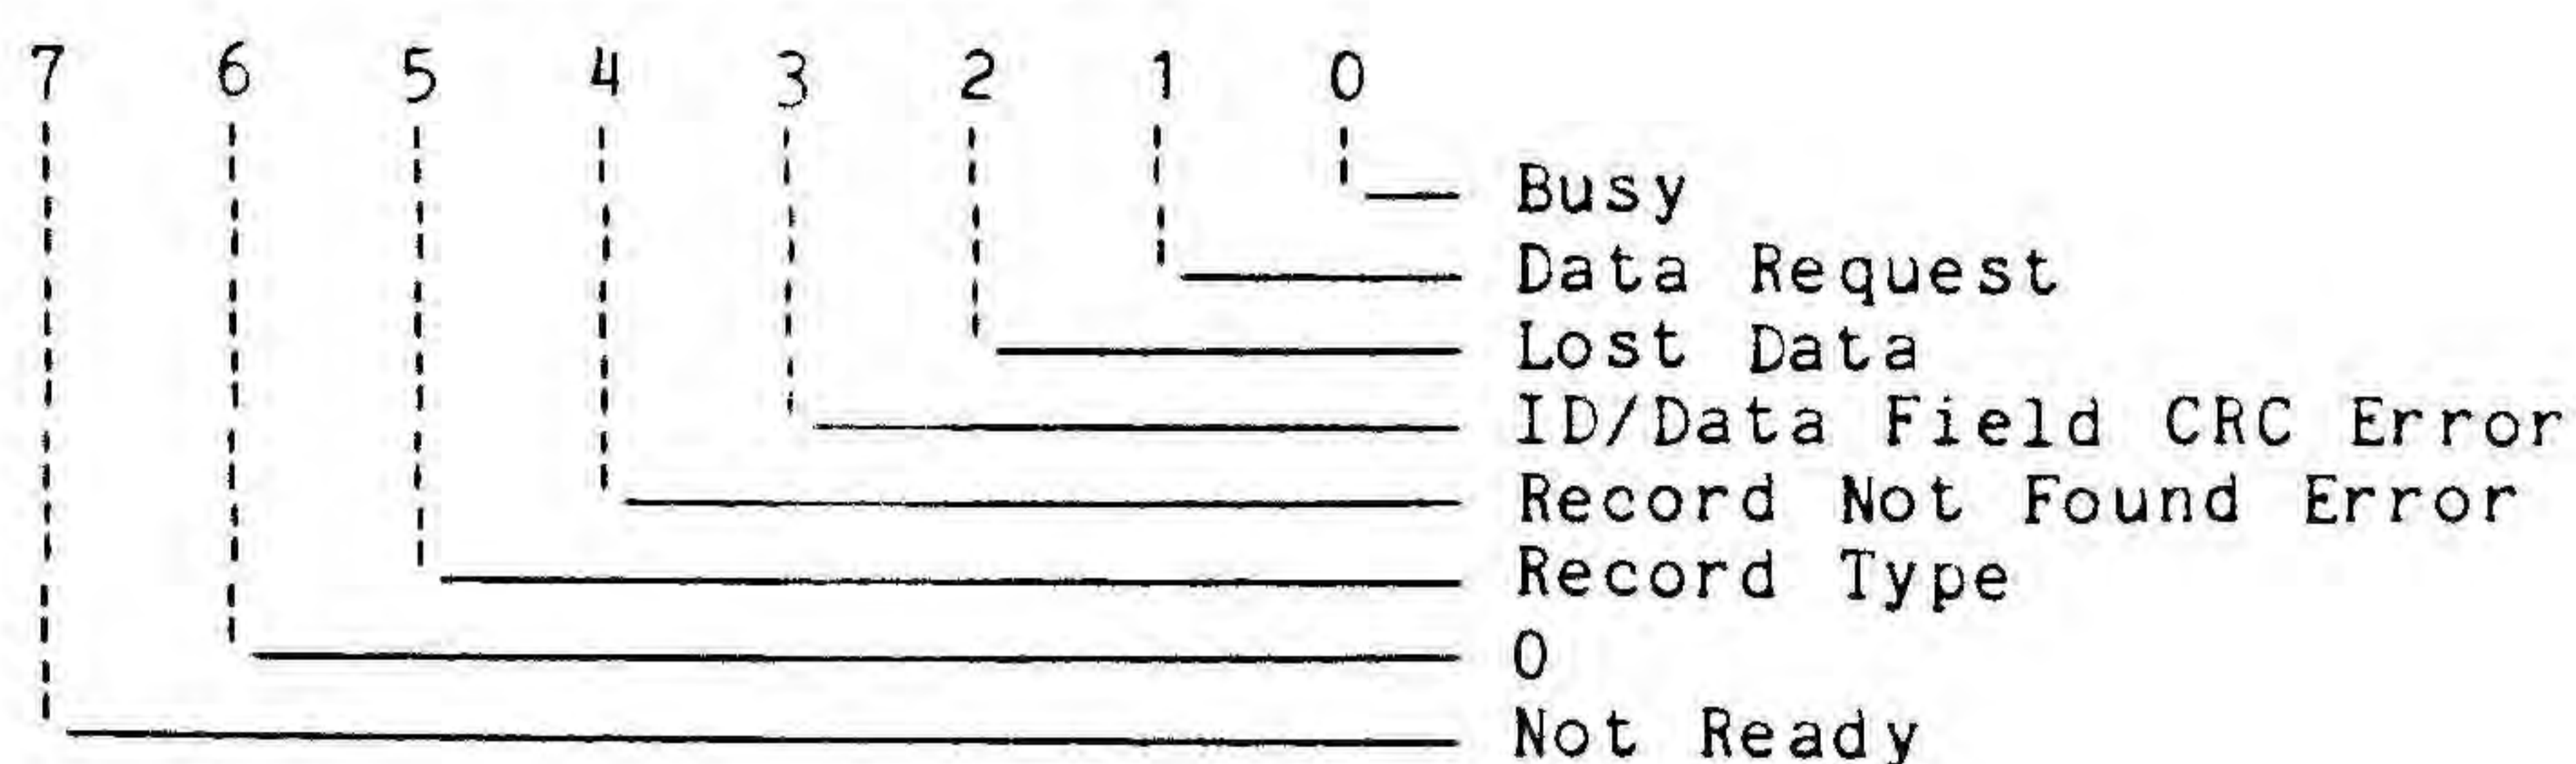 7 6 5 4 3 2 1 0
Busy
Data Request
Lost Data
ID/Data Field CRC Error
Record Not Found Error
Record Type
0
Not Ready